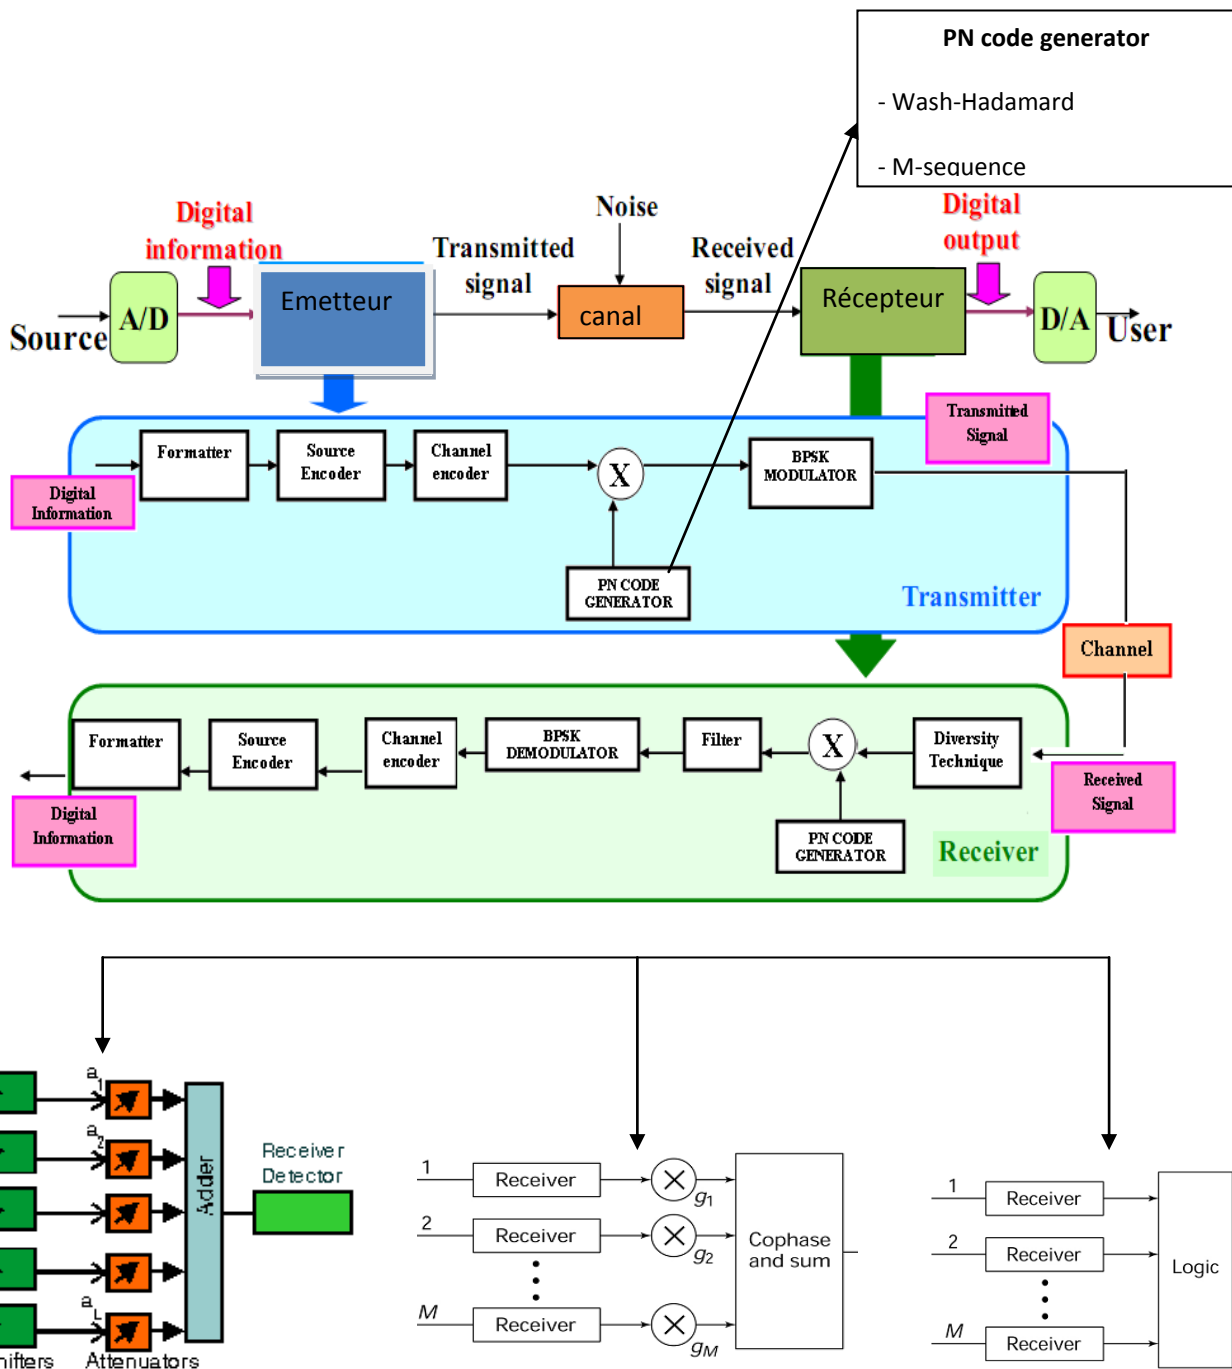 PN code generator
- Wash-Hadamard
- M-sequence
Digital
information
Transmitted
signal
Noise
Received
signal
Digital
output
Source
A/D
Emetteur
canal
Récepteur
D/A
User
Transmitted
Signal
Digital
Information
Formatter
Source
Encoder
Channel
encoder
X
BPSK
MODULATOR
PN CODE
GENERATOR
Transmitter
Channel
Formatter
Source
Encoder
Channel
encoder
BPSK
DEMODULATOR
Filter
X
Diversity
Technique
Received
Signal
Digital
Information
PN CODE
GENERATOR
Receiver
a1
a2
aL
Adder
Receiver
Detector
hifters
Attenuators
1
Receiver
g1
2
Receiver
g2
M
Receiver
gM
Cophase
and sum
1
Receiver
2
Receiver
M
Receiver
Logic